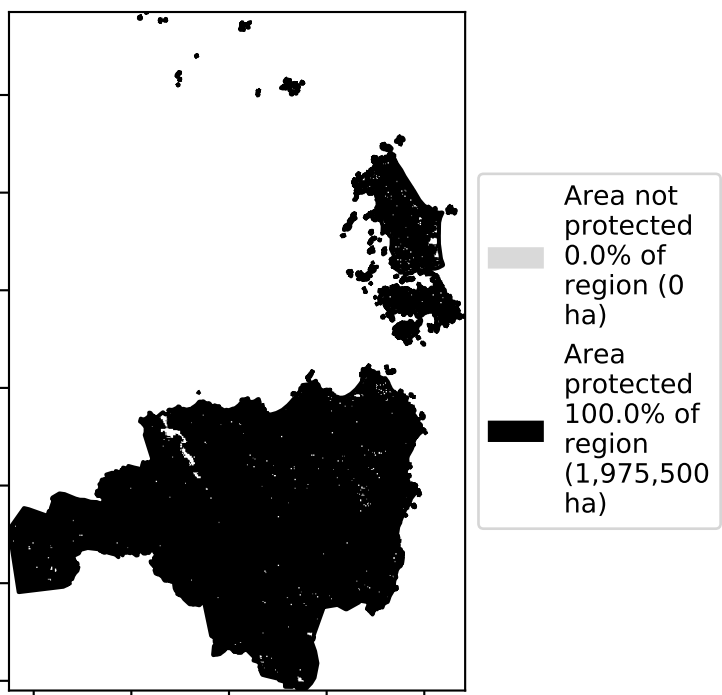 Area not
protected
0.0% of
region (0
ha)
Area
protected
100.0% of
region
(1,975,500
ha)